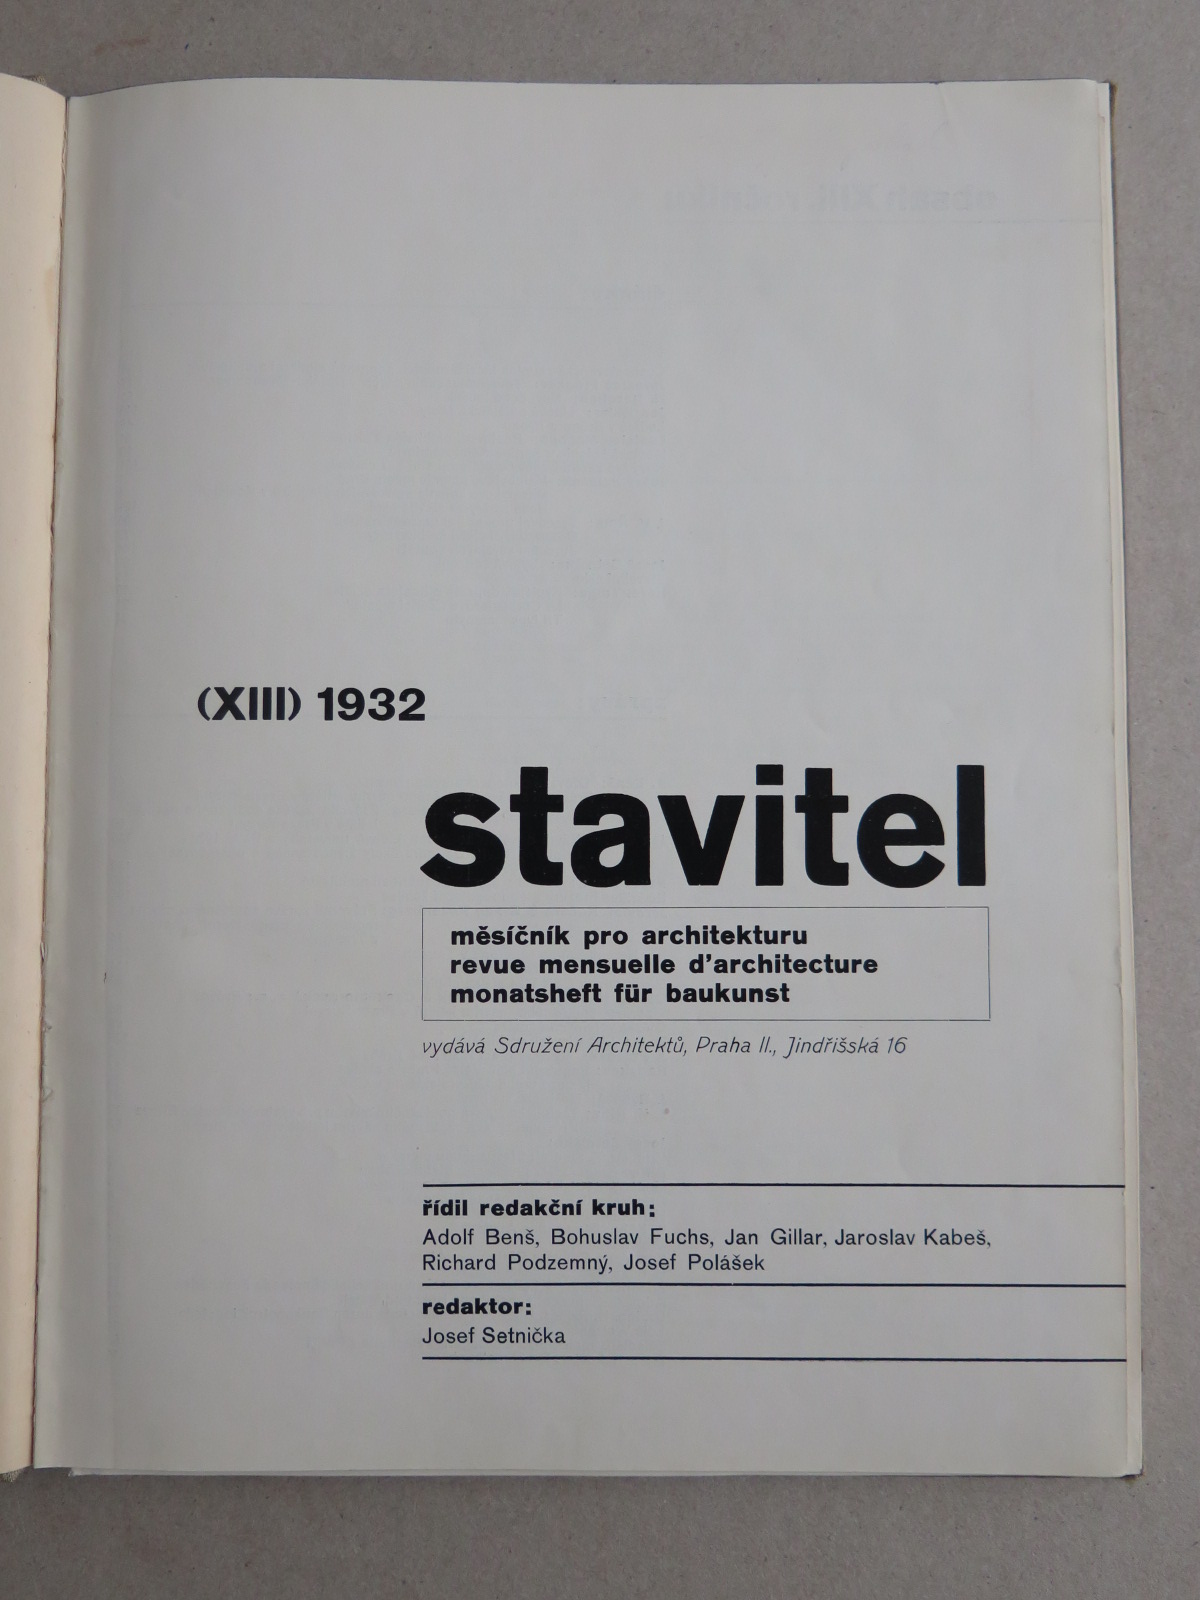 (XIII) 1932
stavitel
měsíčník pro architekturu
revue mensuelle d'architecture
monatsheft für baukunst
vydává Sdružení Architektů, Praha II., Jindřišská 16
řídil redakční kruh:
Adolf Benš, Bohuslav Fuchs, Jan Gillar, Jaroslav Kabeš,
Richard Podzemný, Josef Polášek
redaktor:
Josef Setnička